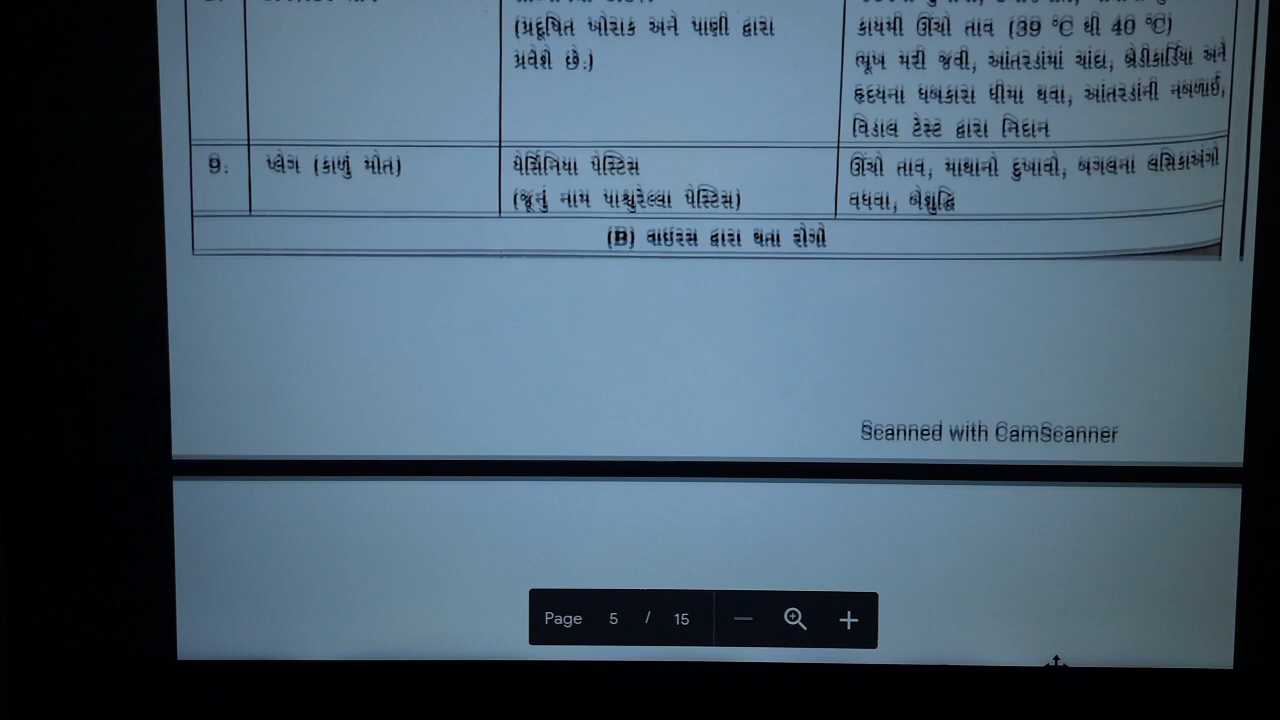 (પ્રદૂષિત ખોરાક અને પાણી દ્વારા
પ્રવેશે છે.)
કાયમી ઊંચો તાવ (39 °C થી 40 °C)
ભૂખ મરી જવી, આંતરડાંમાં ચાંદા, બ્રેડીકાર્ડિયા અને
હૃદયના ધબકારા ધીમા થવા, આંતરડાંની નબળાઈ,
વિડાલ ટેસ્ટ દ્વારા નિદાન
9. પ્લેગ (કાળું મોત)
યેર્સિનિયા પેસ્ટિસ
(જૂનું નામ પાશ્ચુરેલ્લા પેસ્ટિસ)
ઊંચો તાવ, માથાનો દુખાવો, બગલના લસિકાઅંગો
વધવા, બેશુદ્ધિ
(B) વાઇરસ દ્વારા થતા રોગો
Scanned with CamScanner
Page 5 / 15